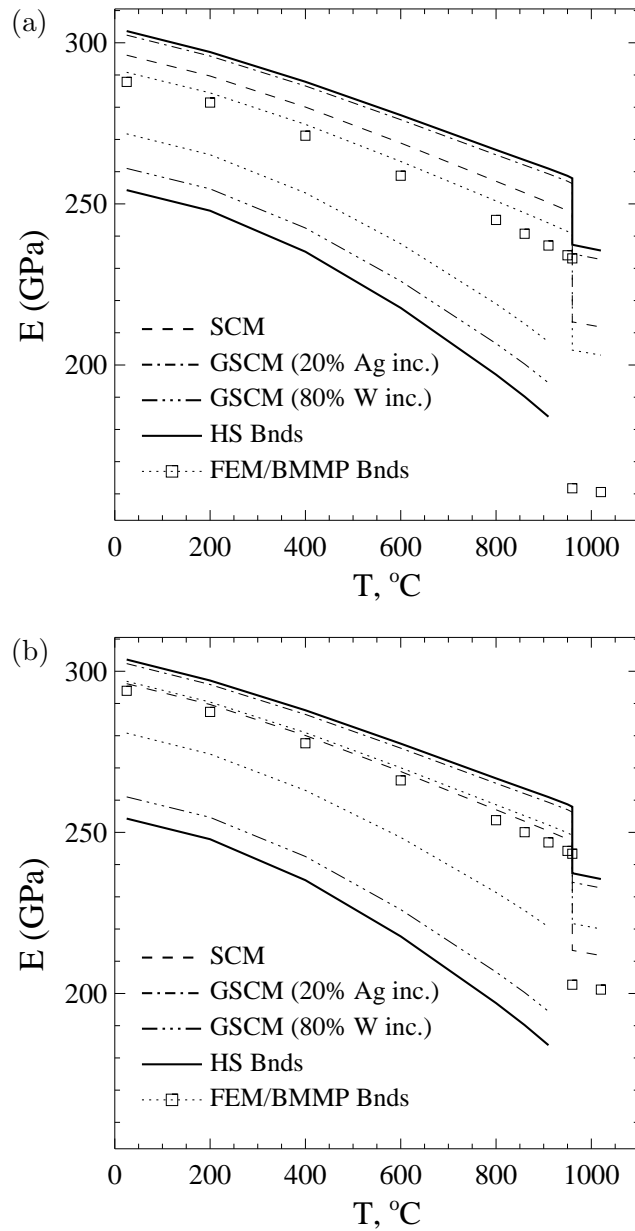 (a)
300
250
200
E (GPa)
SCM
GSCM (20% Ag inc.)
GSCM (80% W inc.)
HS Bnds
FEM/BMMP Bnds
0 200 400 600 800 1000
T, °C
(b)
300
250
200
E (GPa)
SCM
GSCM (20% Ag inc.)
GSCM (80% W inc.)
HS Bnds
FEM/BMMP Bnds
0 200 400 600 800 1000
T, °C